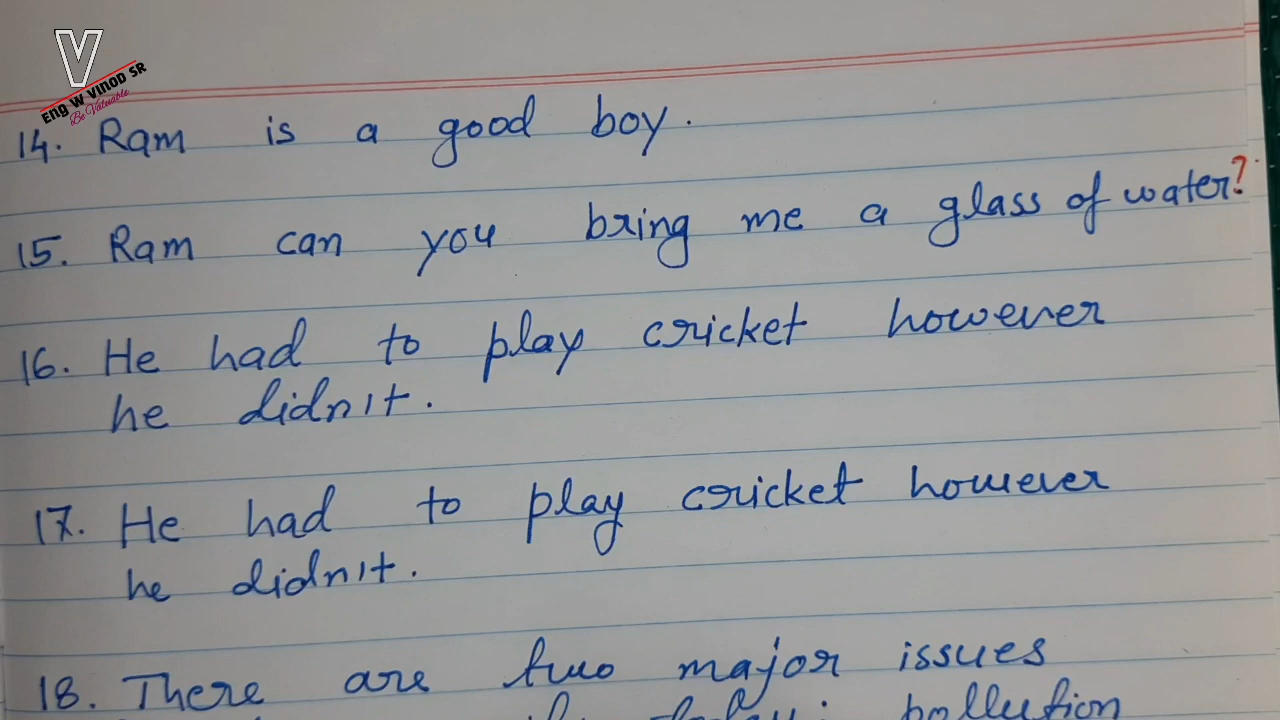 V
Eng W VINOD SR
Be Valuable
14. Ram is a good boy.
15. Ram can you bring me a glass of water?
16. He had to play cricket however
he didn't.
17. He had to play cricket however
he didn't.
18. There are two major issues
: pollution